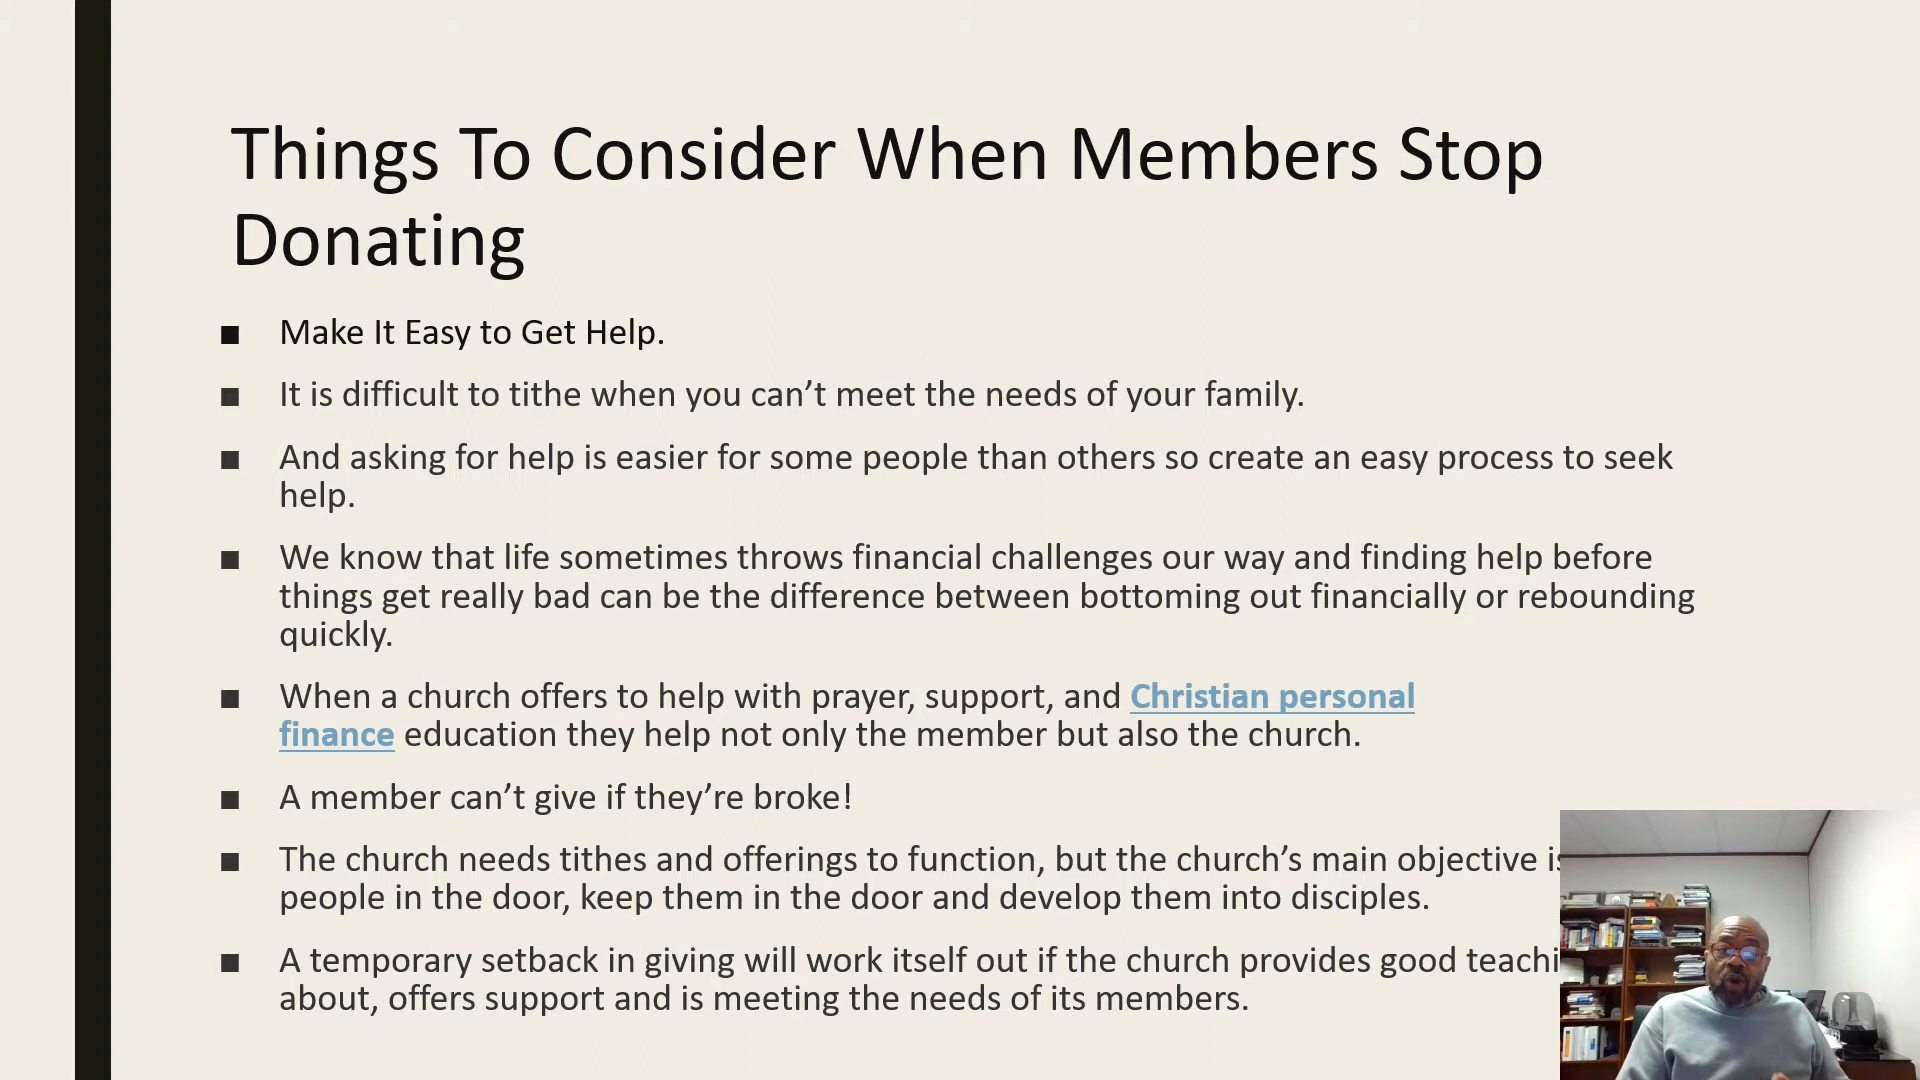 Things To Consider When Members Stop
Donating
■ Make It Easy to Get Help.
■ It is difficult to tithe when you can’t meet the needs of your family.
■ And asking for help is easier for some people than others so create an easy process to seek
help.
■ We know that life sometimes throws financial challenges our way and finding help before
things get really bad can be the difference between bottoming out financially or rebounding
quickly.
■ When a church offers to help with prayer, support, and Christian personal
finance education they help not only the member but also the church.
■ A member can’t give if they’re broke!
■ The church needs tithes and offerings to function, but the church’s main objective
people in the door, keep them in the door and develop them into disciples.
■ A temporary setback in giving will work itself out if the church provides good
about, offers support and is meeting the needs of its members.